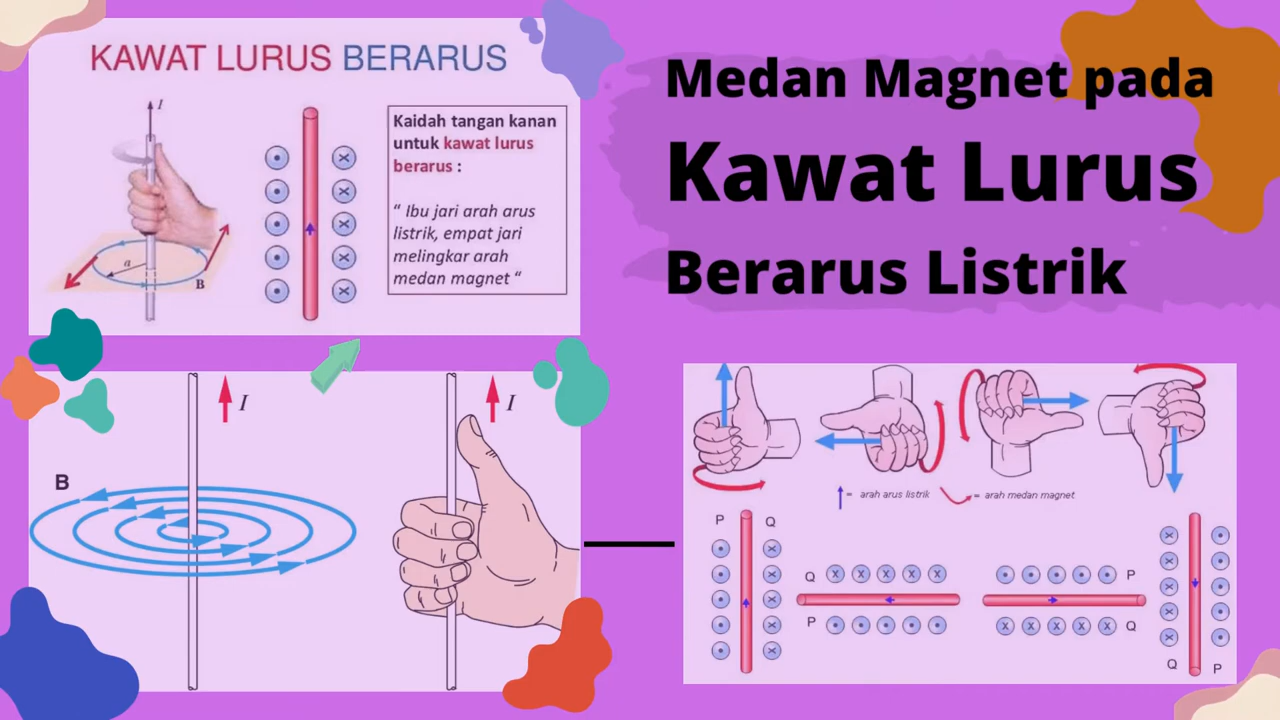 KAWAT LURUS BERARUS
I
a
B
Kaidah tangan kanan
untuk kawat lurus
berarus :
“ Ibu jari arah arus
listrik, empat jari
melingkar arah
medan magnet “
Medan Magnet pada
Kawat Lurus
Berarus Listrik
I
I
B
= arah arus listrik
= arah medan magnet
P Q
Q X X X X X
P
P
X X X X X Q
Q P